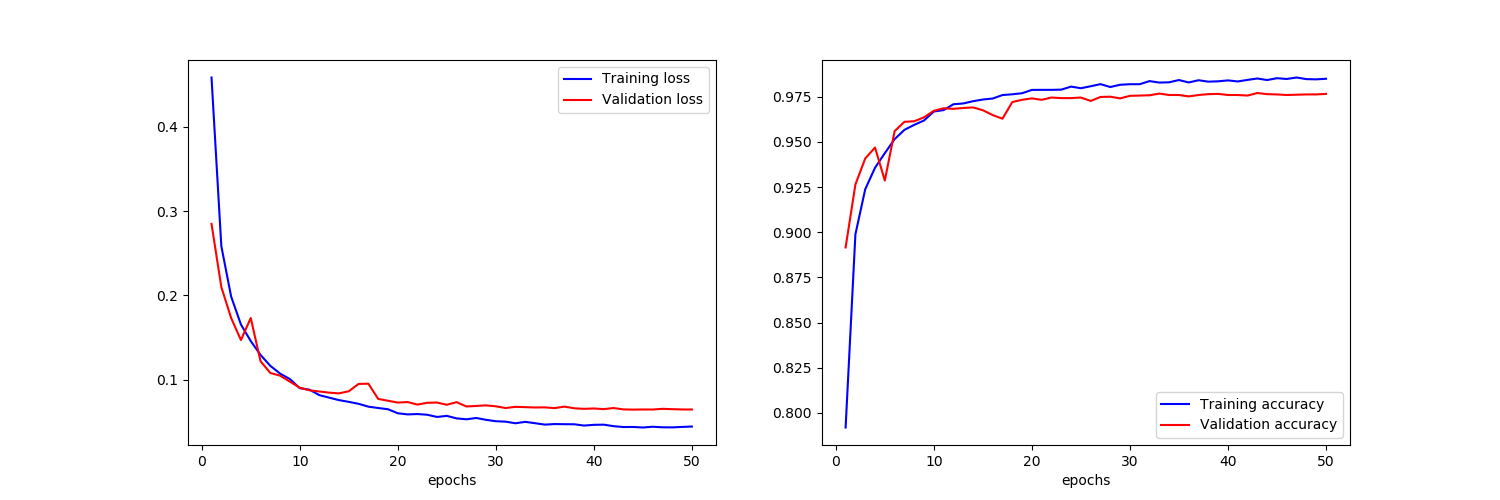 Training loss
Validation loss
0.4
0.3
0.2
0.1
0 10 20 30 40 50
epochs
0.975
0.950
0.925
0.900
0.875
0.850
0.825
0.800
Training accuracy
Validation accuracy
0 10 20 30 40 50
epochs